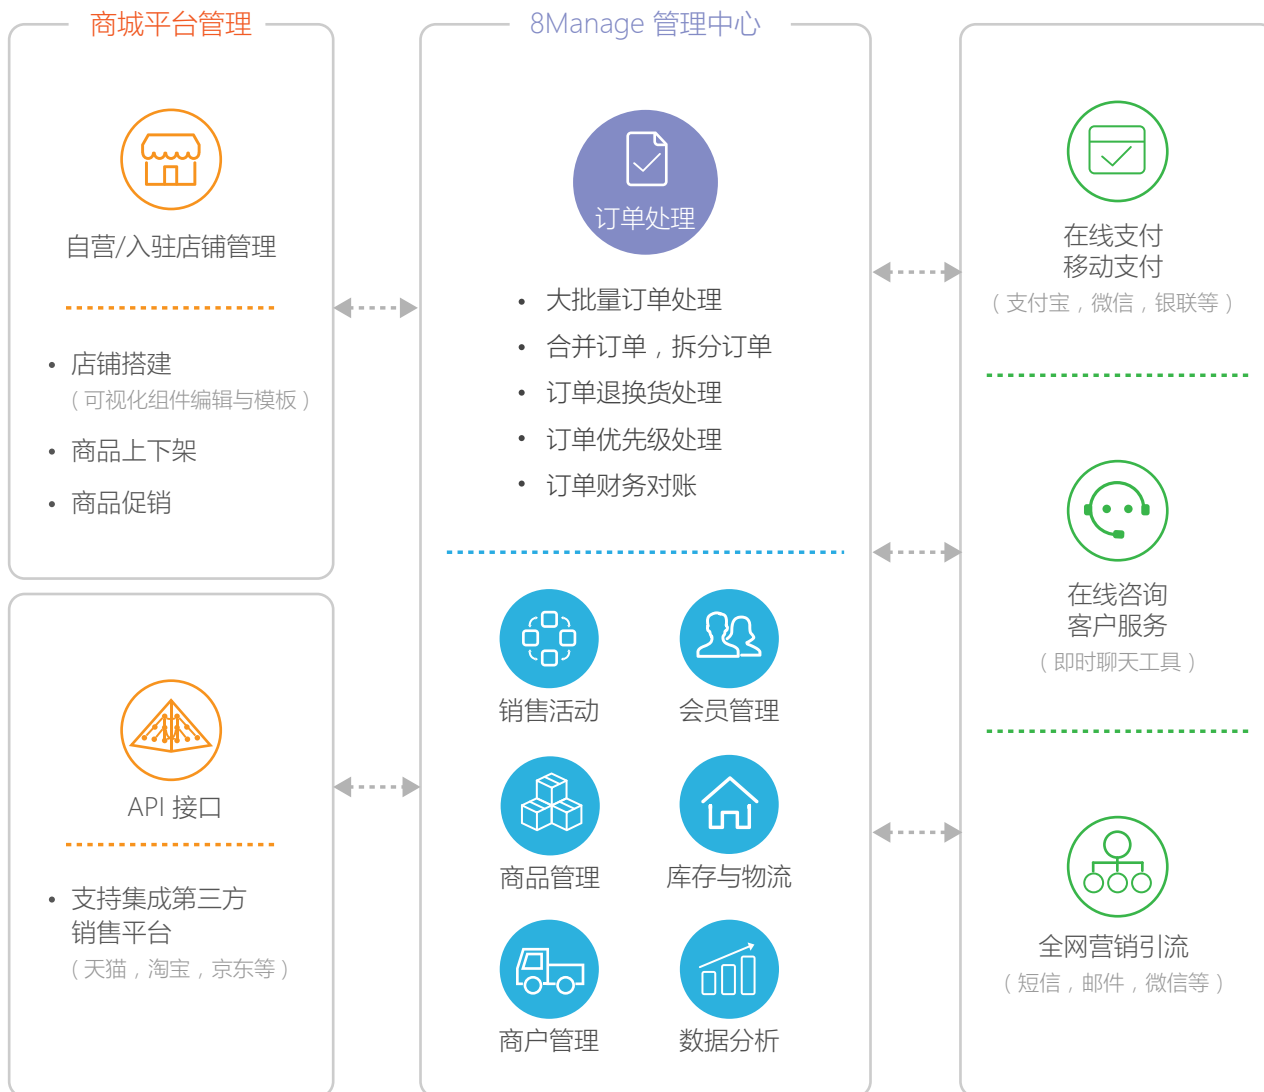 商城平台管理
自营/入驻店铺管理
• 店铺搭建
（可视化组件编辑与模板）
• 商品上下架
• 商品促销
API 接口
• 支持集成第三方
销售平台
（天猫，淘宝，京东等）
8Manage 管理中心
订单处理
• 大批量订单处理
• 合并订单，拆分订单
• 订单退换货处理
• 订单优先级处理
• 订单财务对账
销售活动
会员管理
商品管理
库存与物流
商户管理
数据分析
在线支付
移动支付
（支付宝，微信，银联等）
在线咨询
客户服务
（即时聊天工具）
全网营销引流
（短信，邮件，微信等）